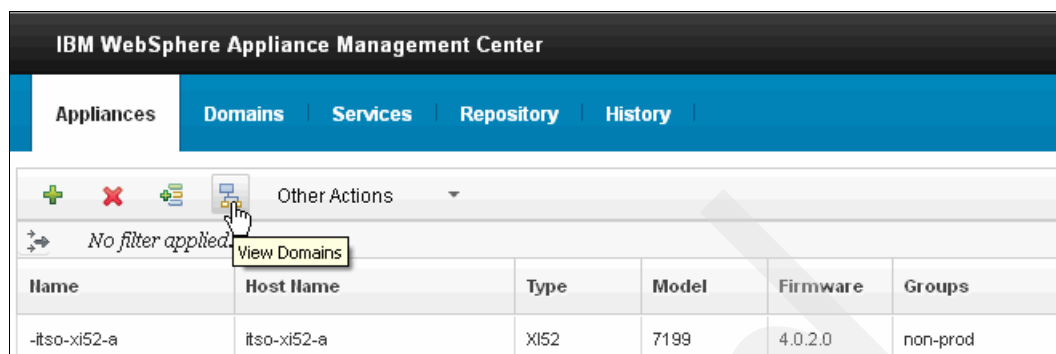 IBM WebSphere Appliance Management Center
Appliances Domains Services Repository History
Other Actions
No filter applied.
View Domains
Name Host Name Type Model Firmware Groups
-itso-xi52-a itso-xi52-a XI52 7199 4.0.2.0 non-prod